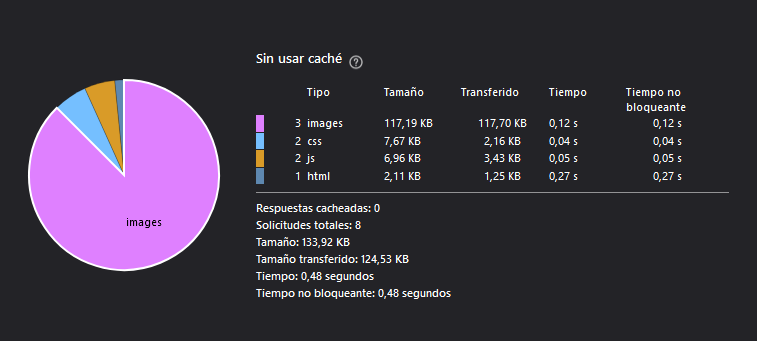 Sin usar caché ?
Tipo Tamaño Transferido Tiempo Tiempo no bloqueante
3 images 117,19 KB 117,70 KB 0,12 s 0,12 s
2 css 7,67 KB 2,16 KB 0,04 s 0,04 s
2 js 6,96 KB 3,43 KB 0,05 s 0,05 s
1 html 2,11 KB 1,25 KB 0,27 s 0,27 s
images
Respuestas cacheadas: 0
Solicitudes totales: 8
Tamaño: 133,92 KB
Tamaño transferido: 124,53 KB
Tiempo: 0,48 segundos
Tiempo no bloqueante: 0,48 segundos